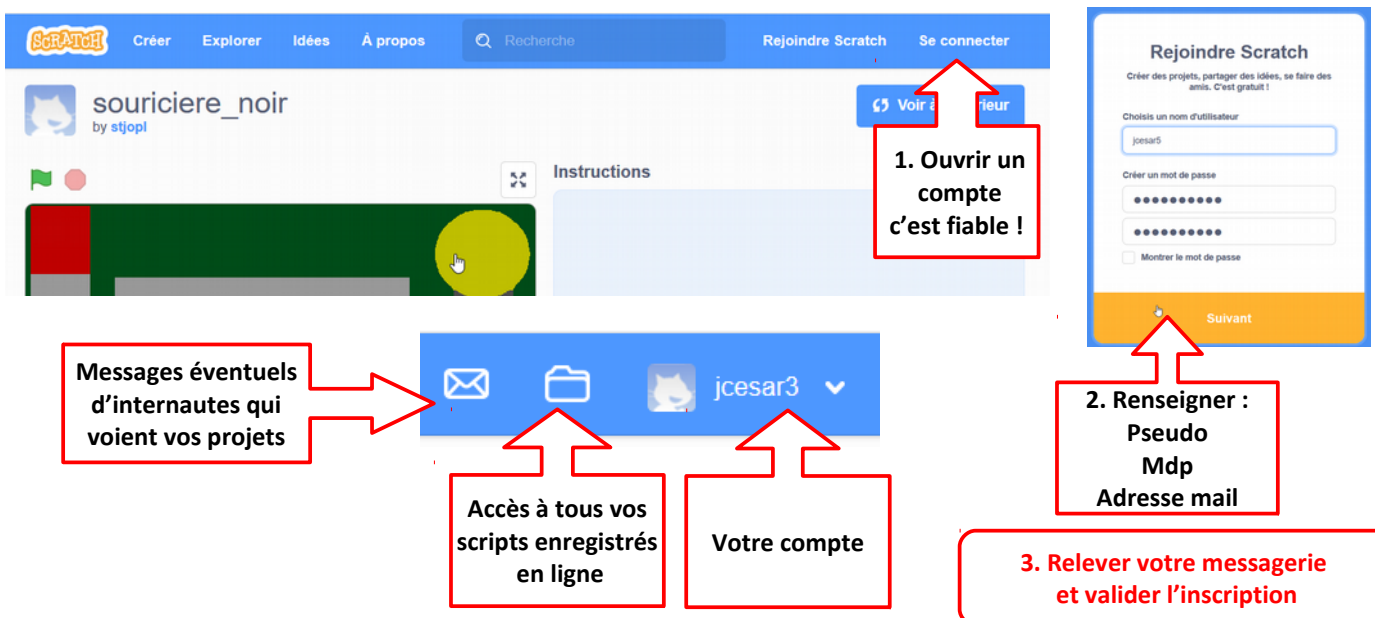 SCRATCH Créer Explorer Idées À propos Recherche Rejoindre Scratch Se connecter
souriciere_noir
by stjopl
Voir à rieur
Instructions
1. Ouvrir un
compte
c'est fiable !
Rejoindre Scratch
Créer des projets, partager des idées, se faire des
amis. C'est gratuit !
Choisis un nom d'utilisateur
jcesar5
Créer un mot de passe
●●●●●●●●●●
●●●●●●●●●●
Montrer le mot de passe
Suivant
2. Renseigner :
Pseudo
Mdp
Adresse mail
3. Relever votre messagerie
et valider l'inscription
Messages éventuels
d'internautes qui
voient vos projets
jcesar3
Accès à tous vos
scripts enregistrés
en ligne
Votre compte